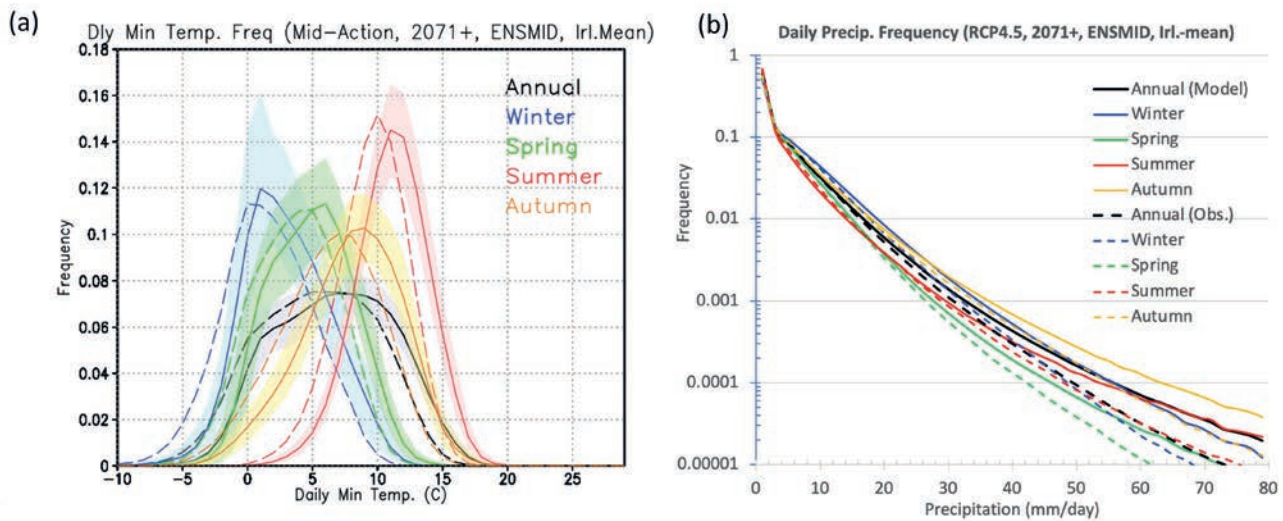 (a)
Dly Min Temp. Freq (Mid-Action, 2071+, ENSMID, Irl.Mean)
0.18
0.16
0.14
0.12
0.1
0.08
0.06
0.04
0.02
0
Frequency
Annual
Winter
Spring
Summer
Autumn
-10 -5 0 5 10 15 20 25
Daily Min Temp. (C)
(b)
Daily Precip. Frequency (RCP4.5, 2071+, ENSMID, Irl.-mean)
1
0.1
0.01
0.001
0.0001
0.00001
Frequency
Annual (Model)
Winter
Spring
Summer
Autumn
Annual (Obs.)
Winter
Spring
Summer
Autumn
0 10 20 30 40 50 60 70 80
Precipitation (mm/day)